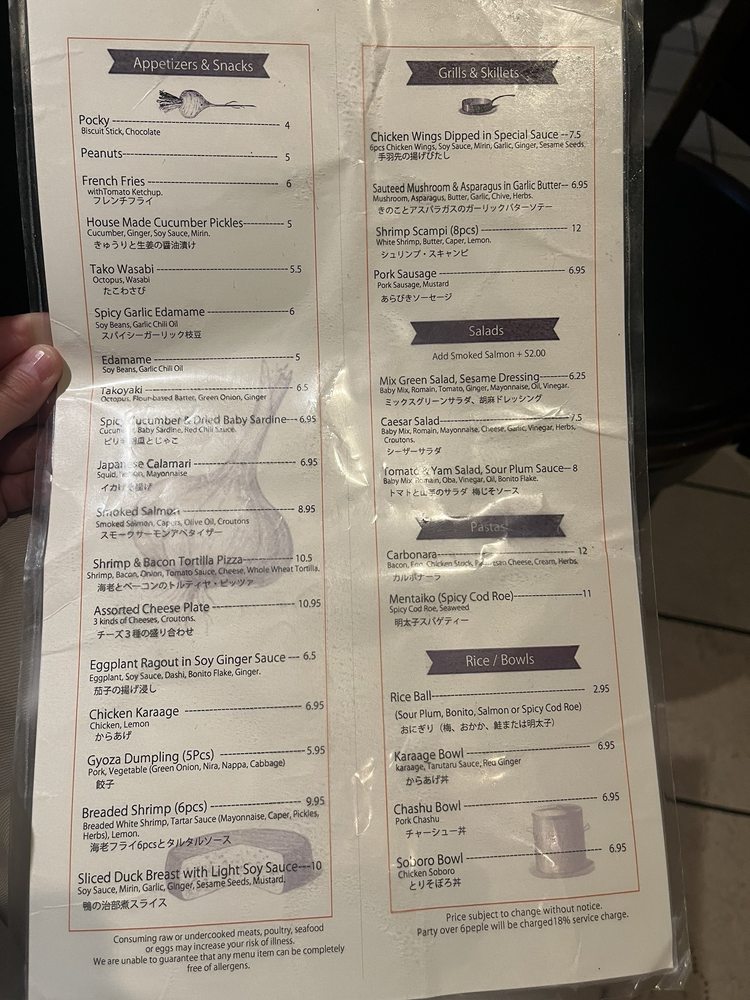 Appetizers & Snacks
Pocky 4
Biscuit Stick, Chocolate
Peanuts 5
French Fries 6
withTomato Ketchup.
フレンチフライ
House Made Cucumber Pickles 5
Cucumber, Ginger, Soy Sauce, Mirin.
きゅうりと生姜の醤油漬け
Tako Wasabi 5.5
Octopus, Wasabi
たこわさび
Spicy Garlic Edamame 6
Soy Beans, Garlic Chili Oil
スパイシーガーリック枝豆
Edamame 5
Soy Beans, Garlic Chili Oil
Takoyaki 6.5
Octopus, Flour-based Batter, Green Onion, Ginger
Spicy Cucumber & Dried Baby Sardine 6.95
Cucumber, Baby Sardine, Red Chili Sauce.
ピリ辛胡瓜とじゃこ
Japanese Calamari 6.95
Squid, Lemon, Mayonnaise
イカげそ揚げ
Smoked Salmon 8.95
Smoked Salmon, Capers, Olive Oil, Croutons
スモークサーモンアペタイザー
Shrimp & Bacon Tortilla Pizza 10.5
Shrimp, Bacon, Onion, Tomato Sauce, Cheese, Whole Wheat Tortilla.
海老とベーコンのトルティヤ・ピッツァ
Assorted Cheese Plate 10.95
3 kinds of Cheeses, Croutons.
チーズ3種の盛り合わせ
Eggplant Ragout in Soy Ginger Sauce 6.5
Eggplant, Soy Sauce, Dashi, Bonito Flake, Ginger.
茄子の揚げ浸し
Chicken Karaage 6.95
Chicken, Lemon
からあげ
Gyoza Dumpling (5Pcs) 5.95
Pork, Vegetable (Green Onion, Nira, Nappa, Cabbage)
餃子
Breaded Shrimp (6pcs) 9.95
Breaded White Shrimp, Tartar Sauce (Mayonnaise, Caper, Pickles,
Herbs), Lemon.
海老フライ6pcsとタルタルソース
Sliced Duck Breast with Light Soy Sauce 10
Soy Sauce, Mirin, Garlic, Ginger, Sesame Seeds, Mustard.
鴨の治部煮スライス
Consuming raw or undercooked meats, poultry, seafood
or eggs may increase your risk of illness.
We are unable to guarantee that any menu item can be completely
free of allergens.
Grills & Skillets
Chicken Wings Dipped in Special Sauce 7.5
6pcs Chicken Wings, Soy Sauce, Mirin, Garlic, Ginger, Sesame Seeds.
手羽先の揚げびたし
Sauteed Mushroom & Asparagus in Garlic Butter 6.95
Mushroom, Asparagus, Butter, Garlic, Chive, Herbs.
きのことアスパラガスのガーリックバターソテー
Shrimp Scampi (8pcs) 12
White Shrimp, Butter, Caper, Lemon.
シュリンプ・スキャンピ
Pork Sausage 6.95
Pork Sausage, Mustard
あらびきソーセージ
Salads
Add Smoked Salmon + S2.00
Mix Green Salad, Sesame Dressing 6.25
Baby Mix, Romain, Tomato, Ginger, Mayonnaise, Oil, Vinegar.
ミックスグリーンサラダ、胡麻ドレッシング
Caesar Salad 7.5
Baby Mix, Romain, Mayonnaise, Cheese, Garlic, Vinegar, Herbs,
Croutons.
シーザーサラダ
Tomato & Yam Salad, Sour Plum Sauce 8
Baby Mix, Romain, Oba, Vinegar, Oil, Bonito Flake.
トマトと山芋のサラダ 梅じそソース
Pastas
Carbonara 12
Bacon, Egg, Chicken Stock, Parmesan Cheese, Cream, Herbs.
カルボナーラ
Mentaiko (Spicy Cod Roe) 11
Spicy Cod Roe, Seaweed
明太子スパゲティー
Rice / Bowls
Rice Ball 2.95
(Sour Plum, Bonito, Salmon or Spicy Cod Roe)
おにぎり（梅、おかか、鮭または明太子）
Karaage Bowl 6.95
karaage, Tarutaru Sauce, Red Ginger
からあげ丼
Chashu Bowl 6.95
Pork Chashu
チャーシュー丼
Soboro Bowl 6.95
Chicken Soboro
とりそぼろ丼
Price subject to change without notice.
Party over 6peple will be charged18% service charge.